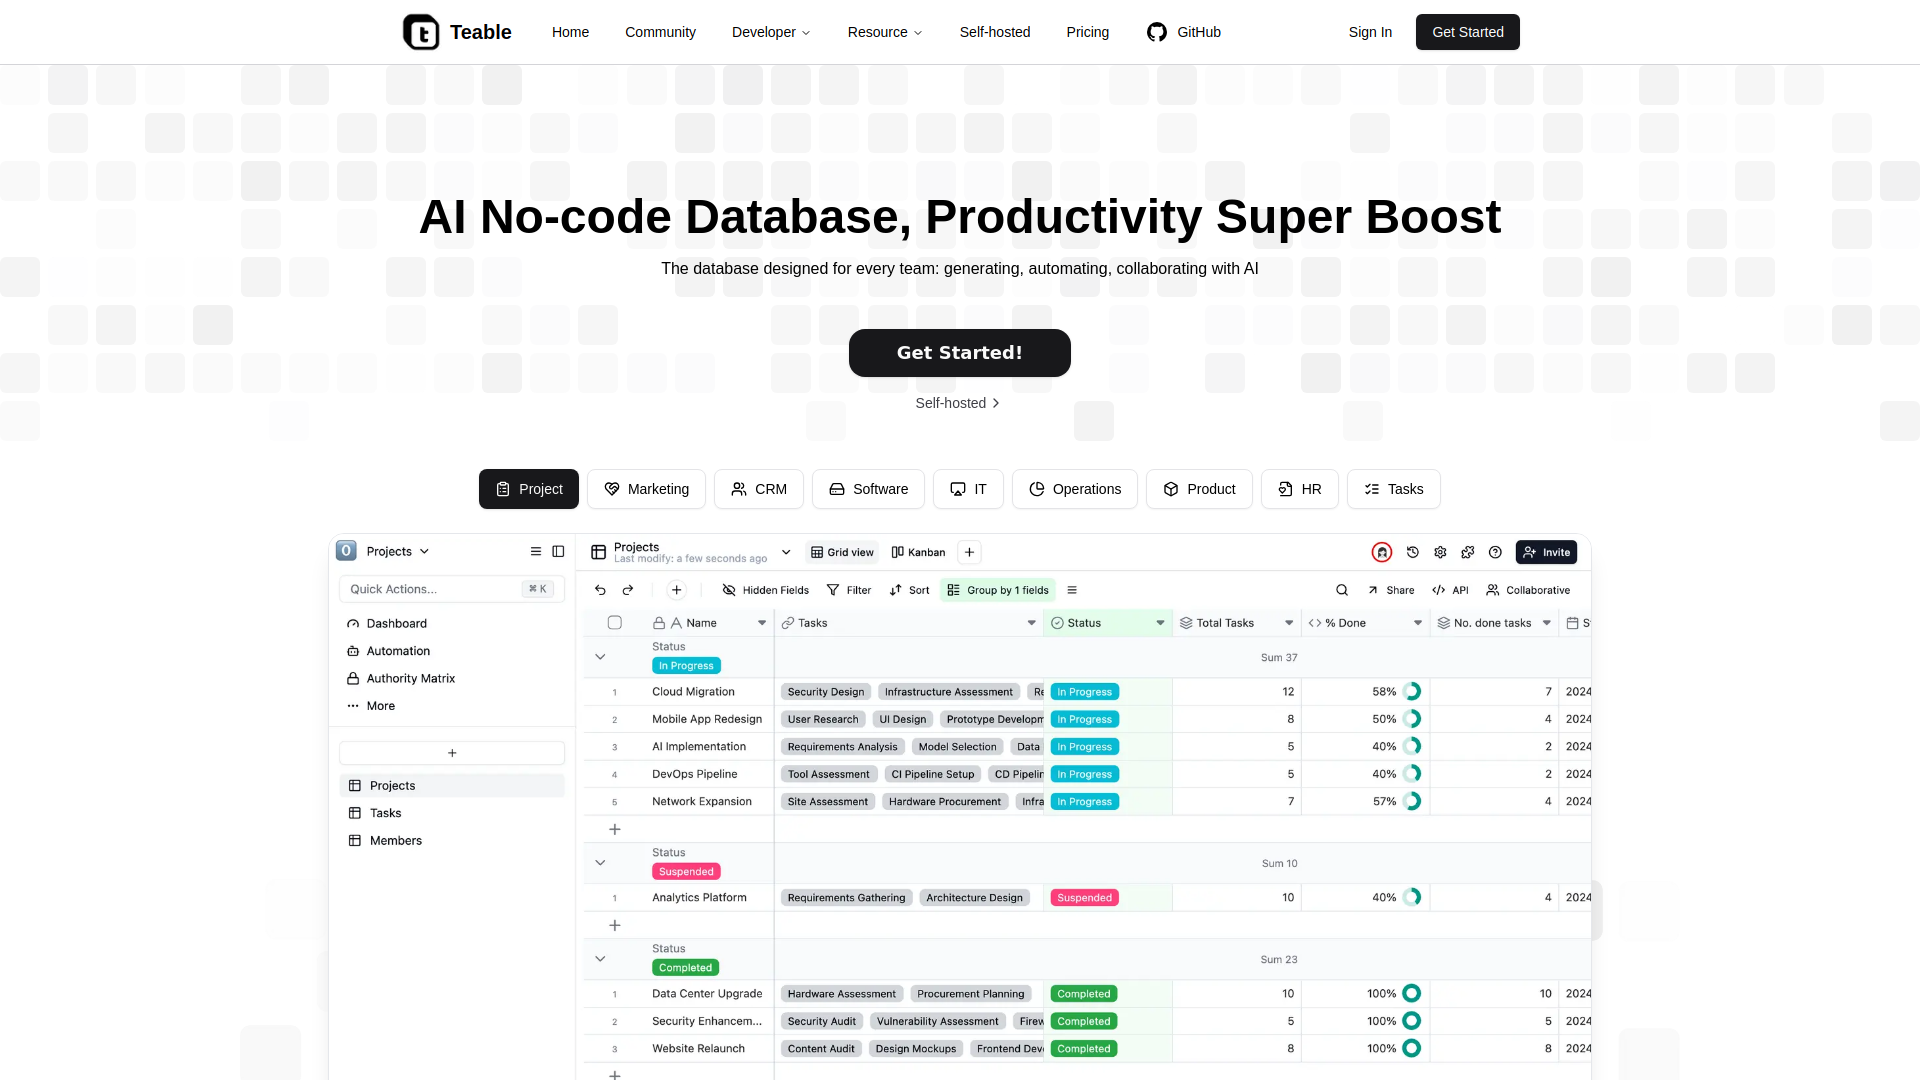 Teable Home Community Developer Resource Self-hosted Pricing GitHub Sign In Get Started
AI No-code Database, Productivity Super Boost
The database designed for every team: generating, automating, collaborating with AI
Get Started!
Self-hosted
Project Marketing CRM Software IT Operations Product HR Tasks
Projects
Quick Actions... ⌘ K
Dashboard
Automation
Authority Matrix
More
+
Projects
Tasks
Members
Projects
Last modify: a few seconds ago
Grid view Kanban + Invite
+ Hidden Fields Filter Sort Group by 1 fields Share API Collaborative
Name Tasks Status Total Tasks % Done No. done tasks
Status
In Progress Sum 37
1 Cloud Migration Security Design Infrastructure Assessment Re In Progress 12 58% 7 2024
2 Mobile App Redesign User Research UI Design Prototype Developm In Progress 8 50% 4 2024
3 AI Implementation Requirements Analysis Model Selection Data In Progress 5 40% 2 2024
4 DevOps Pipeline Tool Assessment CI Pipeline Setup CD Pipelin In Progress 5 40% 2 2024
5 Network Expansion Site Assessment Hardware Procurement Infra In Progress 7 57% 4 2024
+
Status
Suspended Sum 10
1 Analytics Platform Requirements Gathering Architecture Design Suspended 10 40% 4 2024
+
Status
Completed Sum 23
1 Data Center Upgrade Hardware Assessment Procurement Planning Completed 10 100% 10 2024
2 Security Enhancem... Security Audit Vulnerability Assessment Firew Completed 5 100% 5 2024
3 Website Relaunch Content Audit Design Mockups Frontend Deve Completed 8 100% 8 2024
+